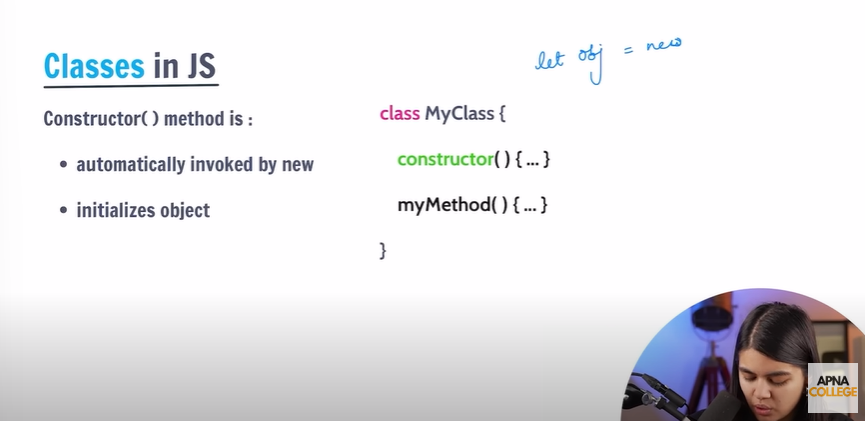 let obj = new
Classes in JS
Constructor( ) method is :
• automatically invoked by new
• initializes object
class MyClass {
constructor( ) { ... }
myMethod( ) { ... }
}
APNA
COLLEGE